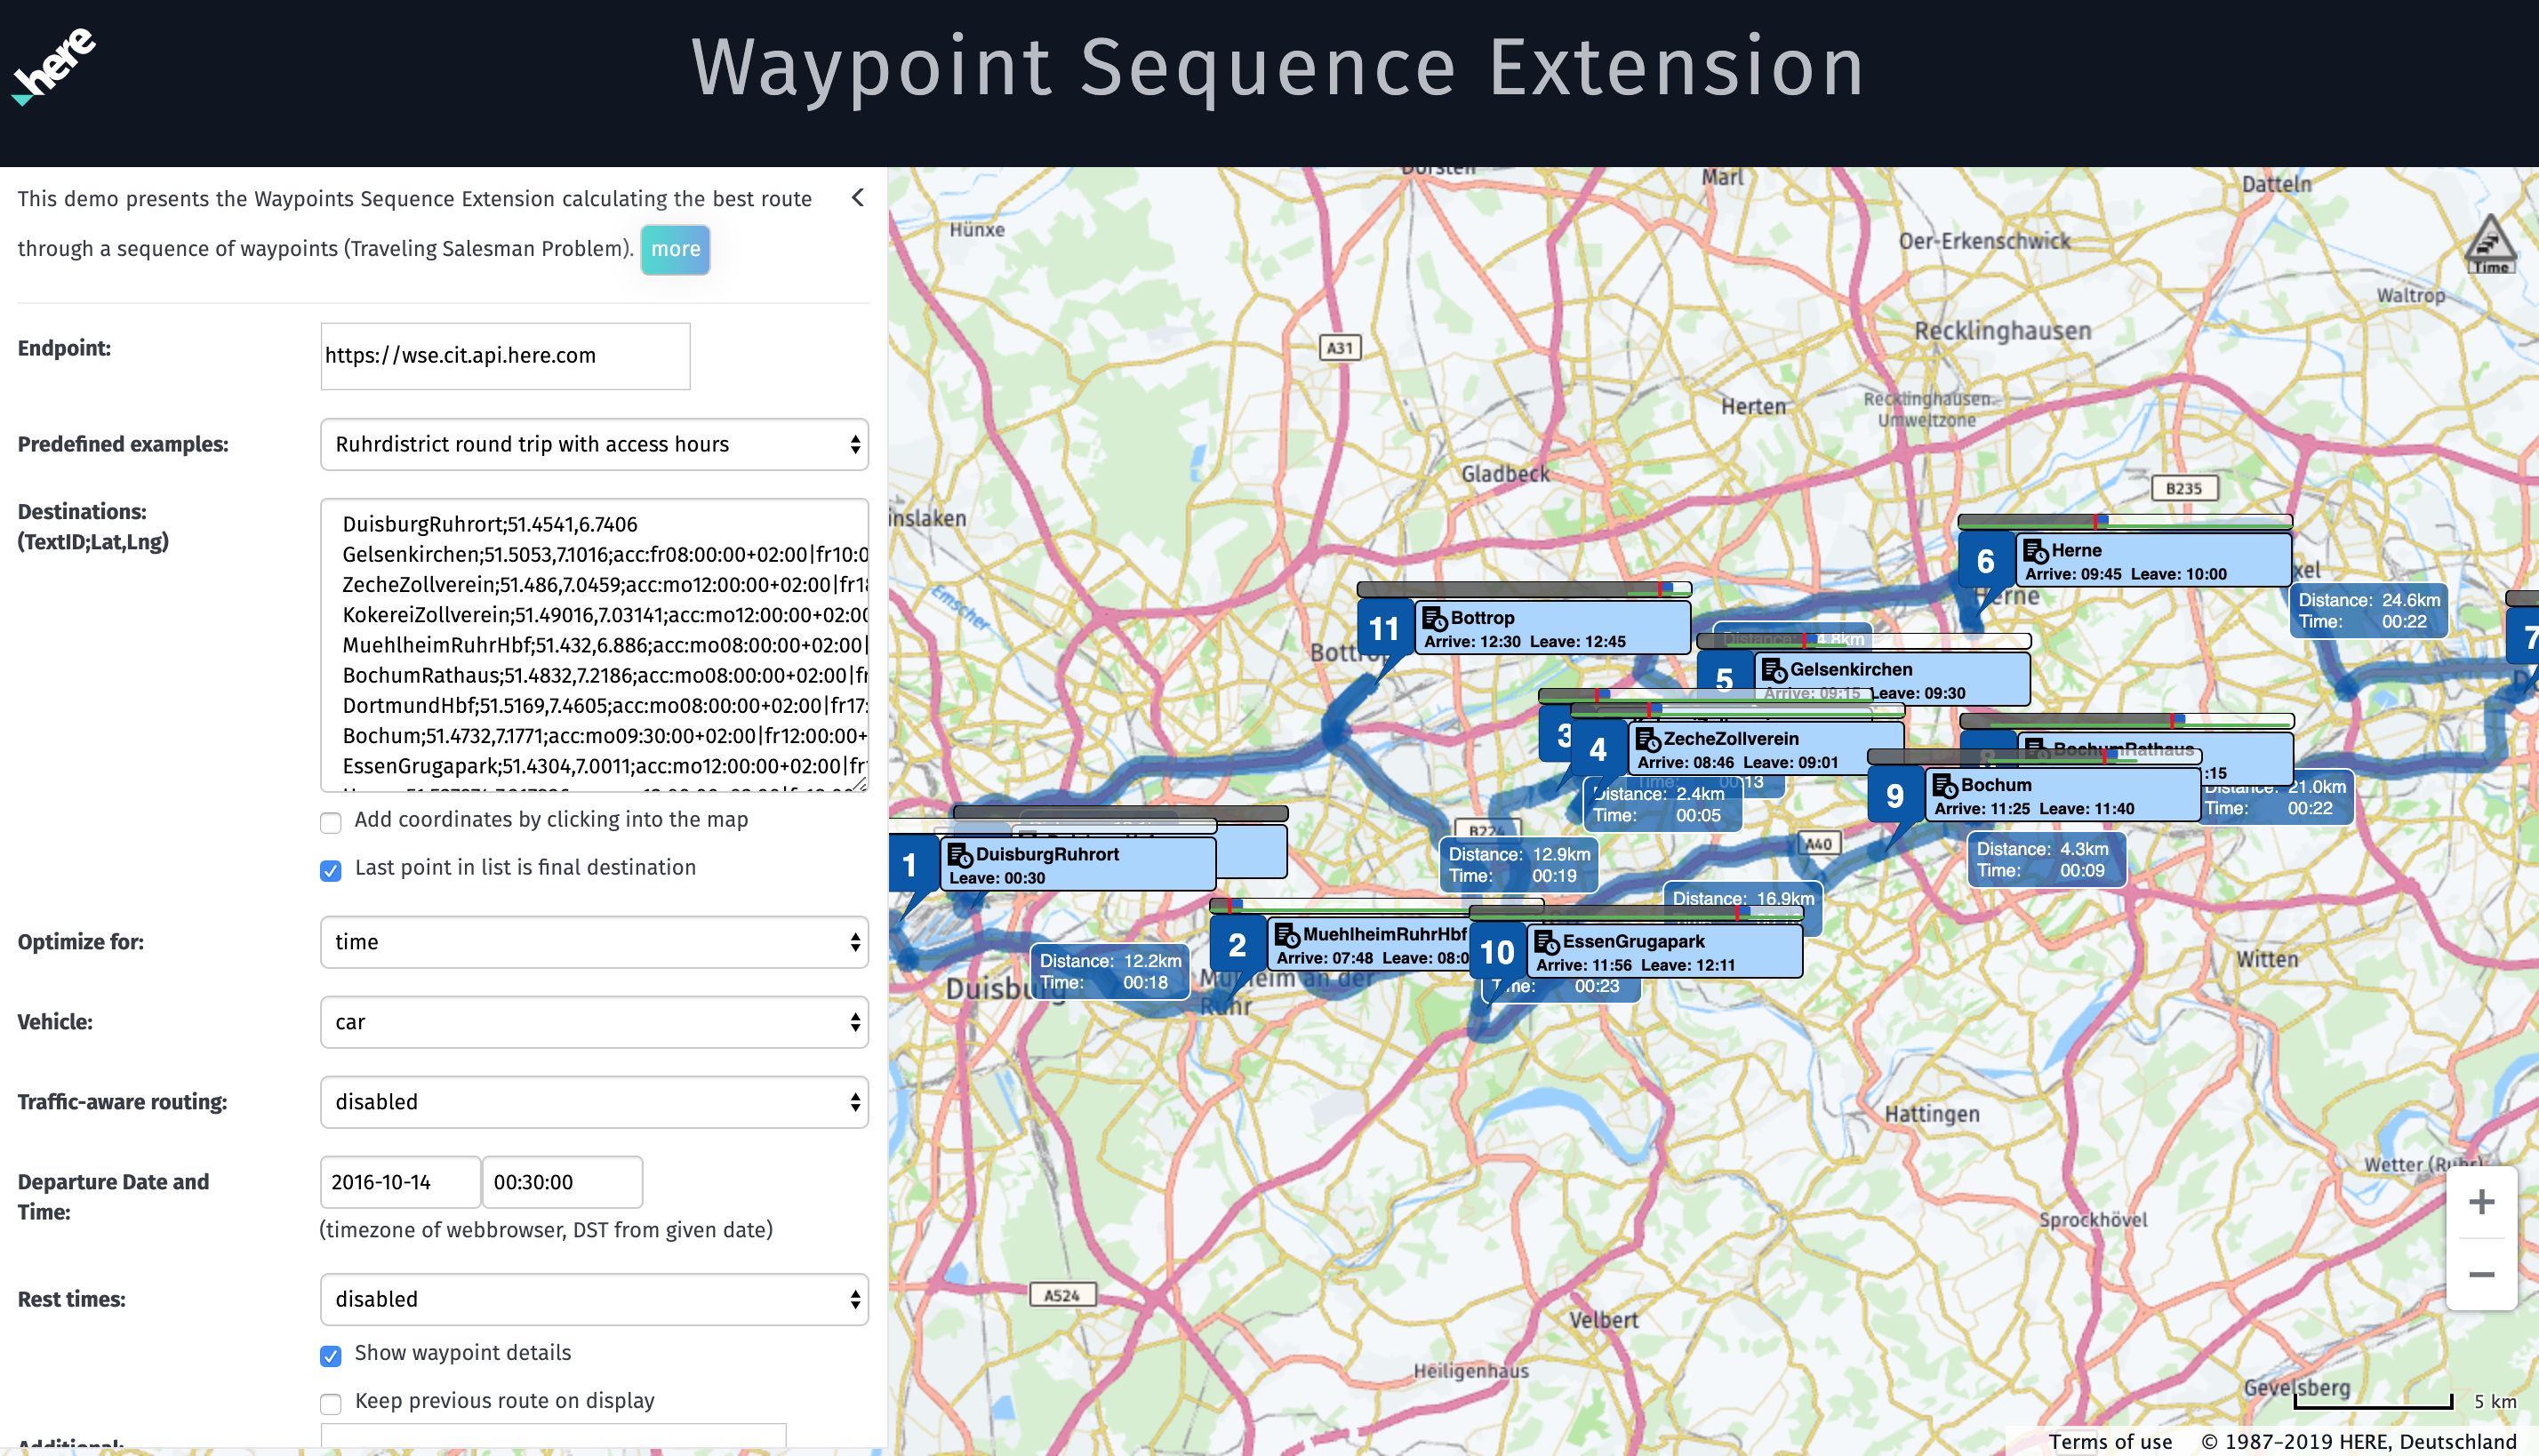 here
Waypoint Sequence Extension
This demo presents the Waypoints Sequence Extension calculating the best route
through a sequence of waypoints (Traveling Salesman Problem). more
Endpoint:
https://wse.cit.api.here.com
Predefined examples:
Ruhrdistrict round trip with access hours
Destinations:
(TextID;Lat,Lng)
DuisburgRuhrort;51.4541,6.7406
Gelsenkirchen;51.5053,7.1016;acc:fr08:00:00+02:00|fr10:0
ZecheZollverein;51.486,7.0459;acc:mo12:00:00+02:00|fr18
KokereiZollverein;51.49016,7.03141;acc:mo12:00:00+02:00
MuehlheimRuhrHbf;51.432,6.886;acc:mo08:00:00+02:00|
BochumRathaus;51.4832,7.2186;acc:mo08:00:00+02:00|fr
DortmundHbf;51.5169,7.4605;acc:mo08:00:00+02:00|fr17:
Bochum;51.4732,7.1771;acc:mo09:30:00+02:00|fr12:00:00+
EssenGrugapark;51.4304,7.0011;acc:mo12:00:00+02:00|fr
Add coordinates by clicking into the map
Last point in list is final destination
Optimize for:
time
Vehicle:
car
Traffic-aware routing:
disabled
Departure Date and
Time:
2016-10-14
00:30:00
(timezone of webbrowser, DST from given date)
Rest times:
disabled
Show waypoint details
Keep previous route on display
Additional:
Dorsten
Marl
Datteln
Hünxe
Oer-Erkenschwick
Time
Waltrop
Recklinghausen
A31
Herten
Recklinghausen
Umweltzone
Gladbeck
B235
inslaken
6
Herne
Arrive: 09:45 Leave: 10:00
xel
Herne
Emscher
Distance: 24.6km
Time: 00:22
7
11
Bottrop
Arrive: 12:30 Leave: 12:45
Bottrop
Distance: 4.8km
5
Gelsenkirchen
Arrive: 09:15 Leave: 09:30
3
4
ZecheZollverein
Arrive: 08:46 Leave: 09:01
Time: 00:13
Distance: 2.4km
Time: 00:05
8
BochumRathaus
:15
9
Bochum
Arrive: 11:25 Leave: 11:40
Distance: 21.0km
Time: 00:22
B224
A40
Distance: 12.9km
Time: 00:19
Distance: 4.3km
Time: 00:09
1
DuisburgRuhrort
Leave: 00:30
Distance: 16.9km
2
MuehlheimRuhrHbf
Arrive: 07:48 Leave: 08:0
10
EssenGrugapark
Arrive: 11:56 Leave: 12:11
Time: 00:23
Distance: 12.2km
Time: 00:18
Duisburg
Mülheim an der
Ruhr
Witten
Hattingen
Wetter (Ruhr)
Sprockhövel
A524
Velbert
Heiligenhaus
Gevelsberg
5 km
Terms of use © 1987–2019 HERE, Deutschland